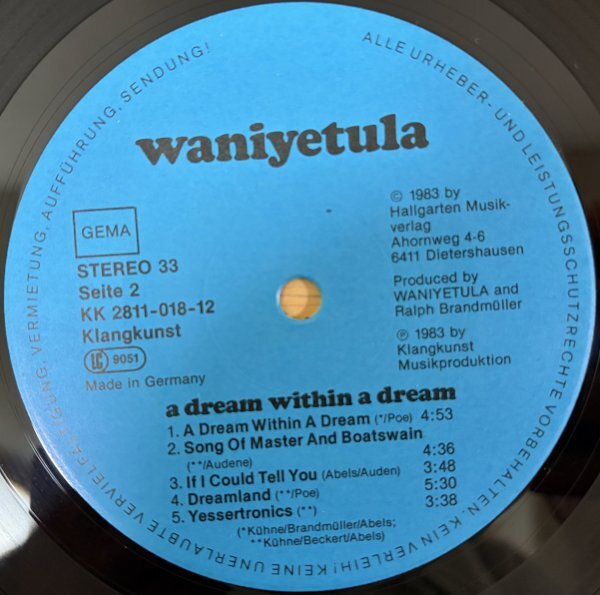 ALLE URHEBER- UND LEISTUNGSSCHUTZRECHTE VORBEHALTEN. KEIN VERLEIH! KEINE UNERLAUBTE VERVIELFÄLTIGUNG, VERMIETUNG, AUFFÜHRUNG, SENDUNG!
waniyetula
GEMA
STEREO 33
Seite 2
KK 2811-018-12
Klangkunst
LC 9051
Made in Germany
© 1983 by
Hallgarten Musik-
verlag
Ahornweg 4-6
6411 Dietershausen
Produced by
WANIYETULA and
Ralph Brandmüller
℗ 1983 by
Klangkunst
Musikproduktion
a dream within a dream
1. A Dream Within A Dream (*/Poe) 4:53
2. Song Of Master And Boatswain
(**/Audene) 4:36
3. If I Could Tell You (Abels/Auden) 3:48
4. Dreamland (**/Poe) 5:30
5. Yessertronics (**) 3:38
(*Kühne/Brandmüller/Abels;
**Kühne/Beckert/Abels)